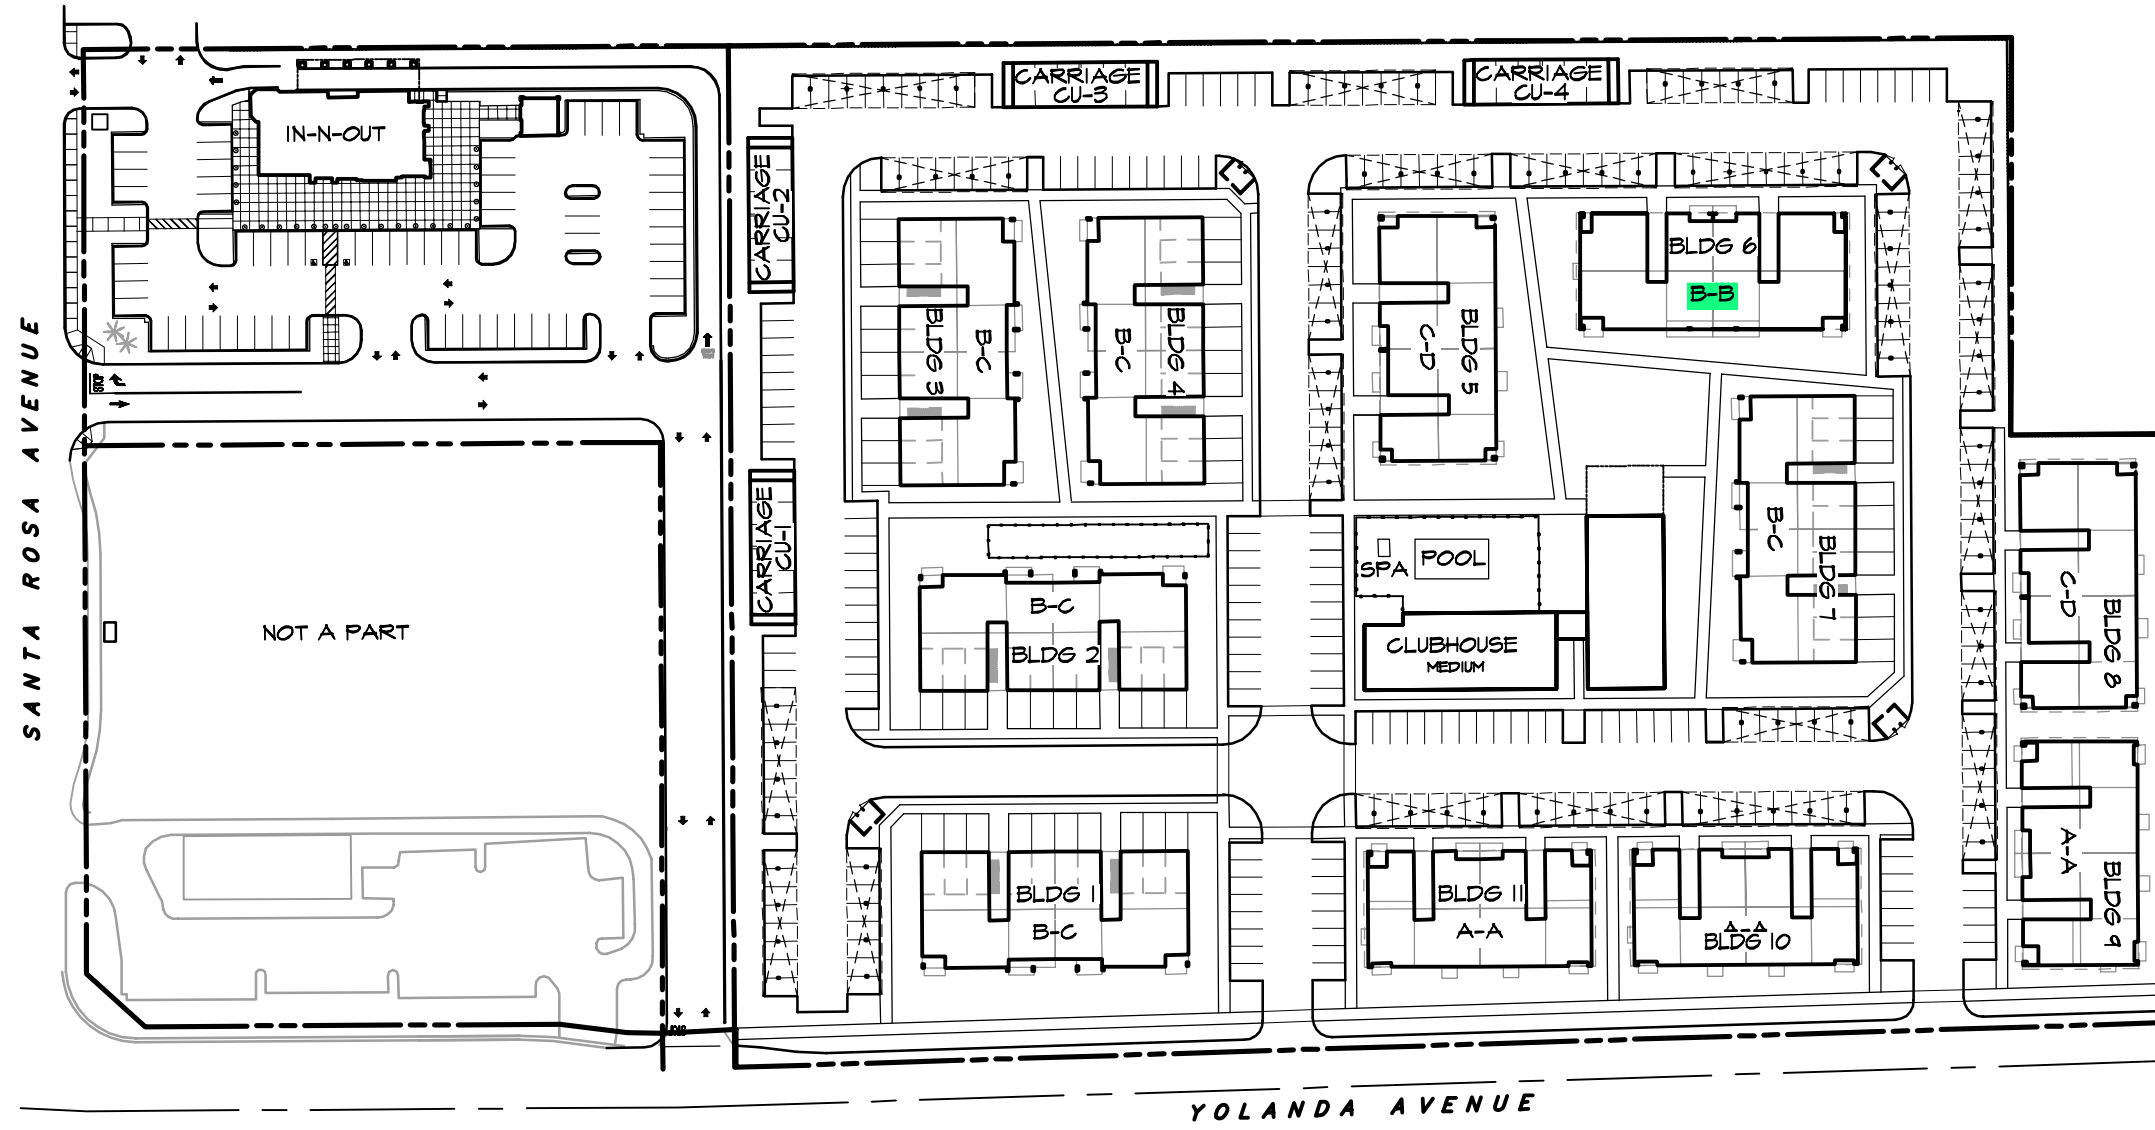 CARRIAGE
CU-3
CARRIAGE
CU-4
IN-N-OUT
CARRIAGE
CU-2
BLDG 3
B-C
B-C
BLDG 4
C-D
BLDG 5
BLDG 6
B-B
SANTA ROSA AVENUE
STOP
CARRIAGE
CU-1
B-C
BLDG 2
SPA
POOL
CLUBHOUSE
MEDIUM
B-C
BLDG 7
C-D
BLDG 8
NOT A PART
BLDG 1
B-C
BLDG 11
A-A
A-A
BLDG 10
A-A
BLDG 9
STOP
YOLANDA AVENUE